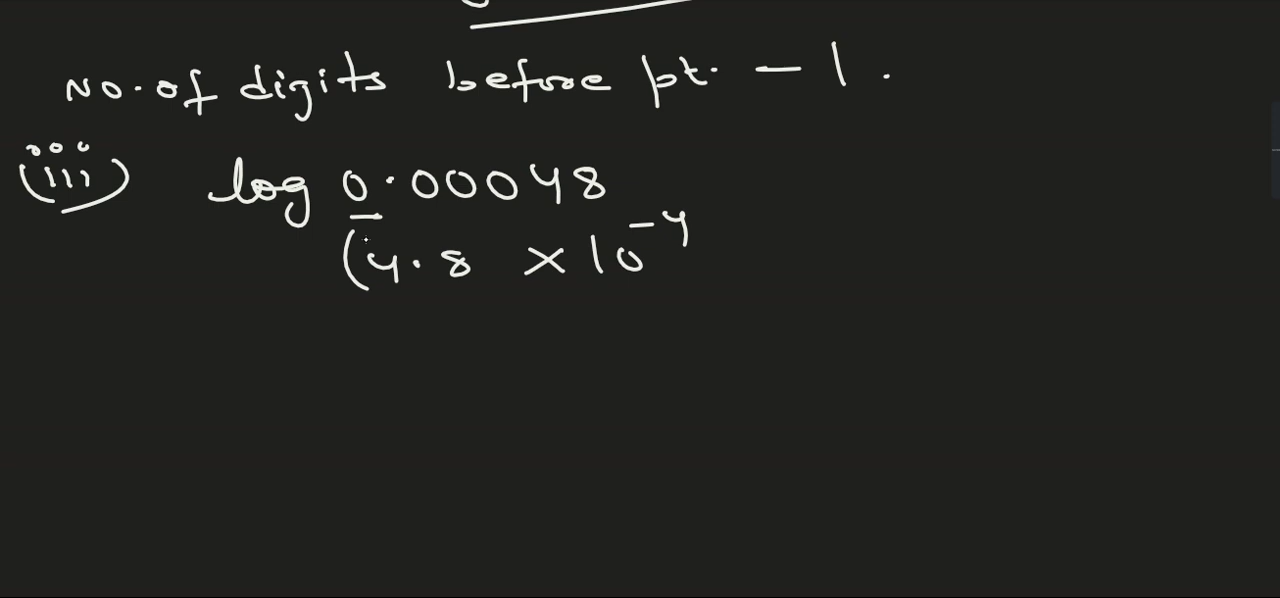 No. of digits before pt. - 1.
(iii) log 0.00048
(4.8 × 10⁻⁴